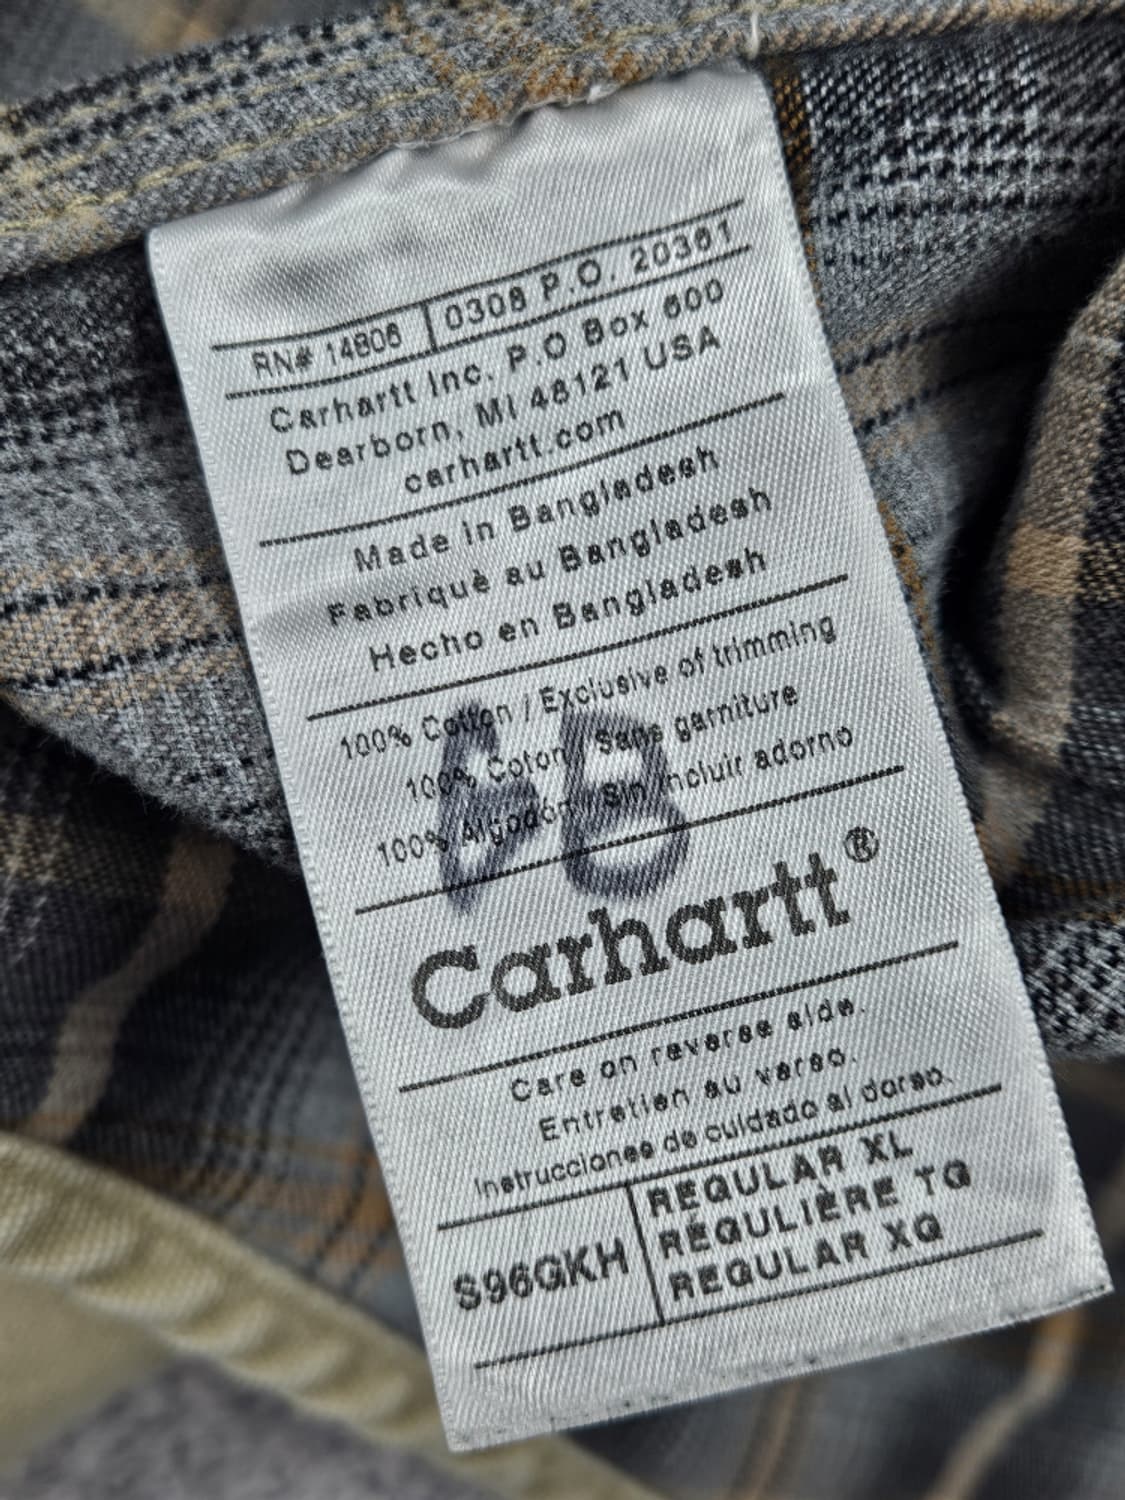 RN# 14806 0308 P.O. 20361
Carhartt Inc. P.O Box 600
Dearborn, MI 48121 USA
carhartt.com
Made in Bangladesh
Fabriquè au Bangladesh
Hecho en Bangladesh
100% Cotton / Exclusive of trimming
100% Coton / Sans garniture
100% Algodón / Sin incluir adorno
Carhartt®
Care on reverse side.
Entretien au verso.
Instrucciones de cuidado al dorso.
S96GKH
REGULAR XL
RÉGULIÈRE TG
REGULAR XG